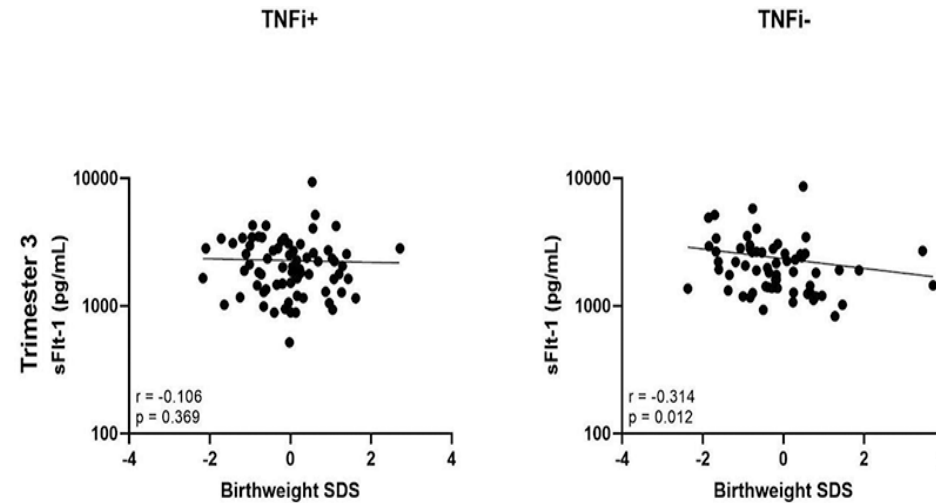 TNFi+
TNFi-
Trimester 3
sFlt-1 (pg/mL)
10000
1000
100
r = -0.106
p = 0.369
-4
-2
0
2
4
Birthweight SDS
sFlt-1 (pg/mL)
10000
1000
100
r = -0.314
p = 0.012
-4
-2
0
2
Birthweight SDS